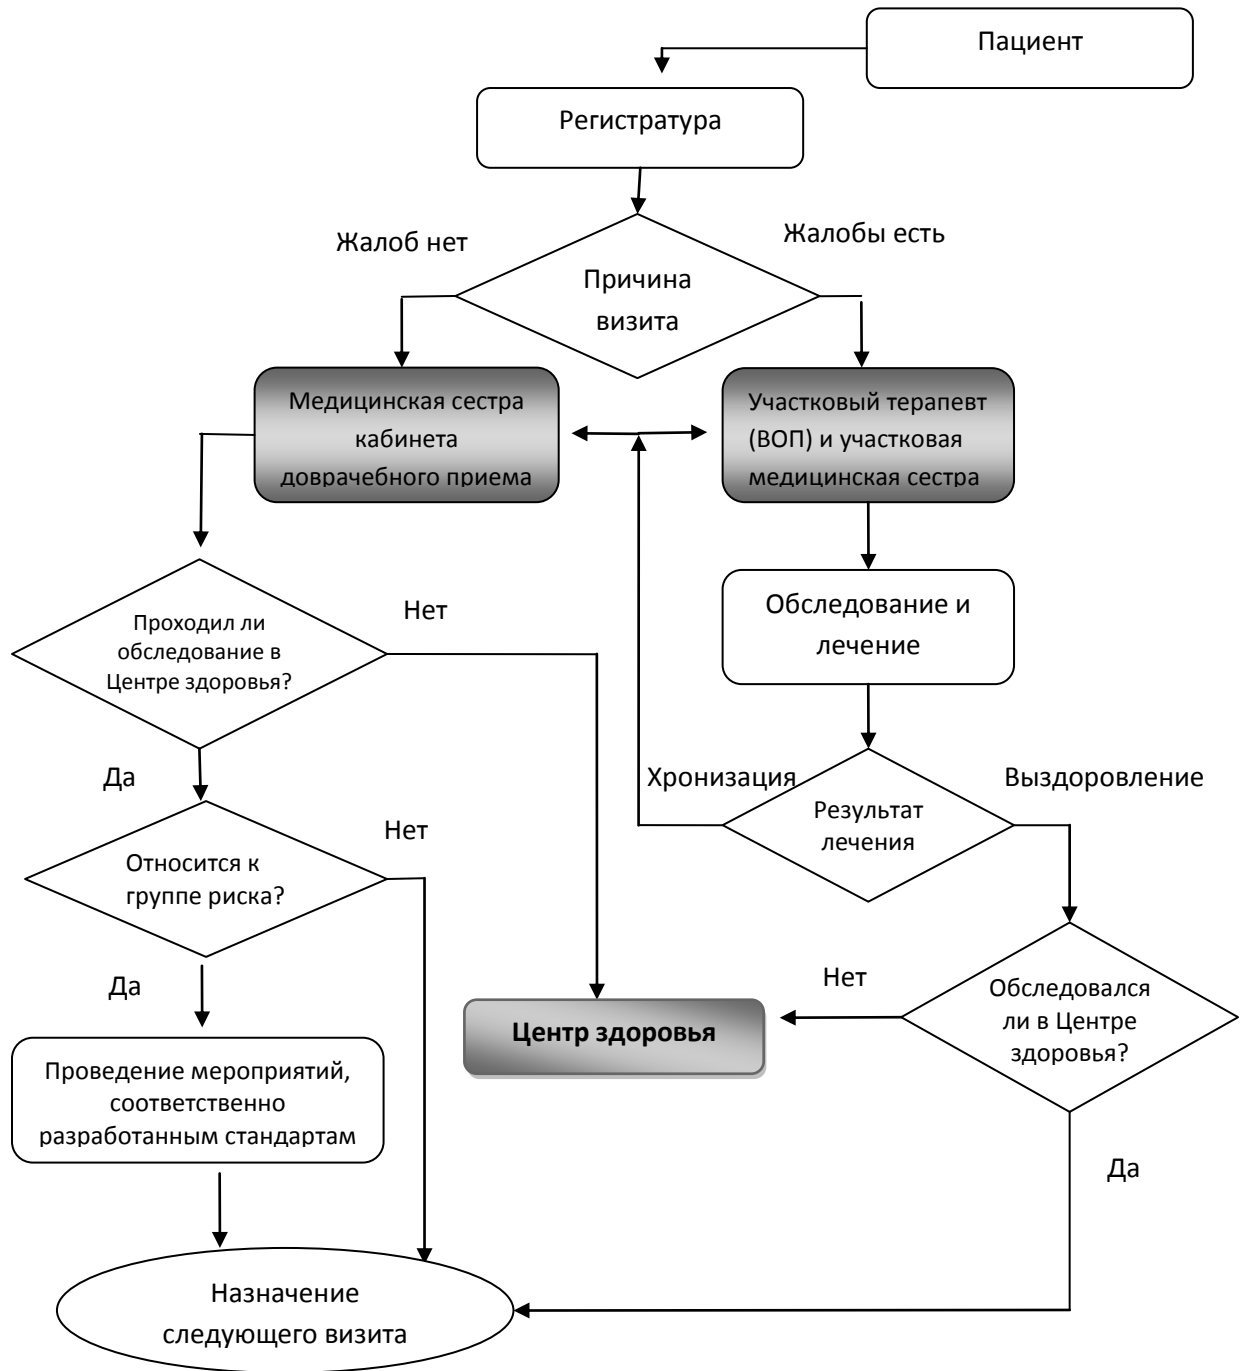 Пациент
Регистратура
Жалоб нет
Жалобы есть
Причина
визита
Медицинская сестра
кабинета
доврачебного приема
Участковый терапевт
(ВОП) и участковая
медицинская сестра
Проходил ли
обследование в
Центре здоровья?
Нет
Обследование и
лечение
Да
Хронизация
Выздоровление
Результат
лечения
Относится к
группе риска?
Нет
Да
Центр здоровья
Нет
Обследовался
ли в Центре
здоровья?
Проведение мероприятий,
соответственно
разработанным стандартам
Да
Назначение
следующего визита